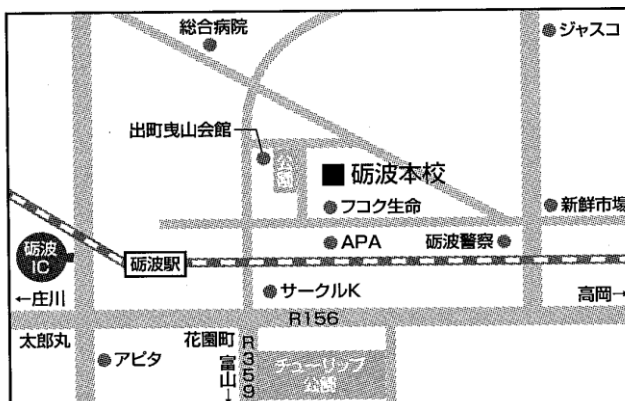 総合病院
ジャスコ
出町曳山会館
公園
砺波本校
フコク生命
新鮮市場
APA
砺波警察
砺波
IC
砺波駅
←庄川
サークルK
高岡→
R156
太郎丸
花園町
アピタ
R359
富山→
チューリップ
公園